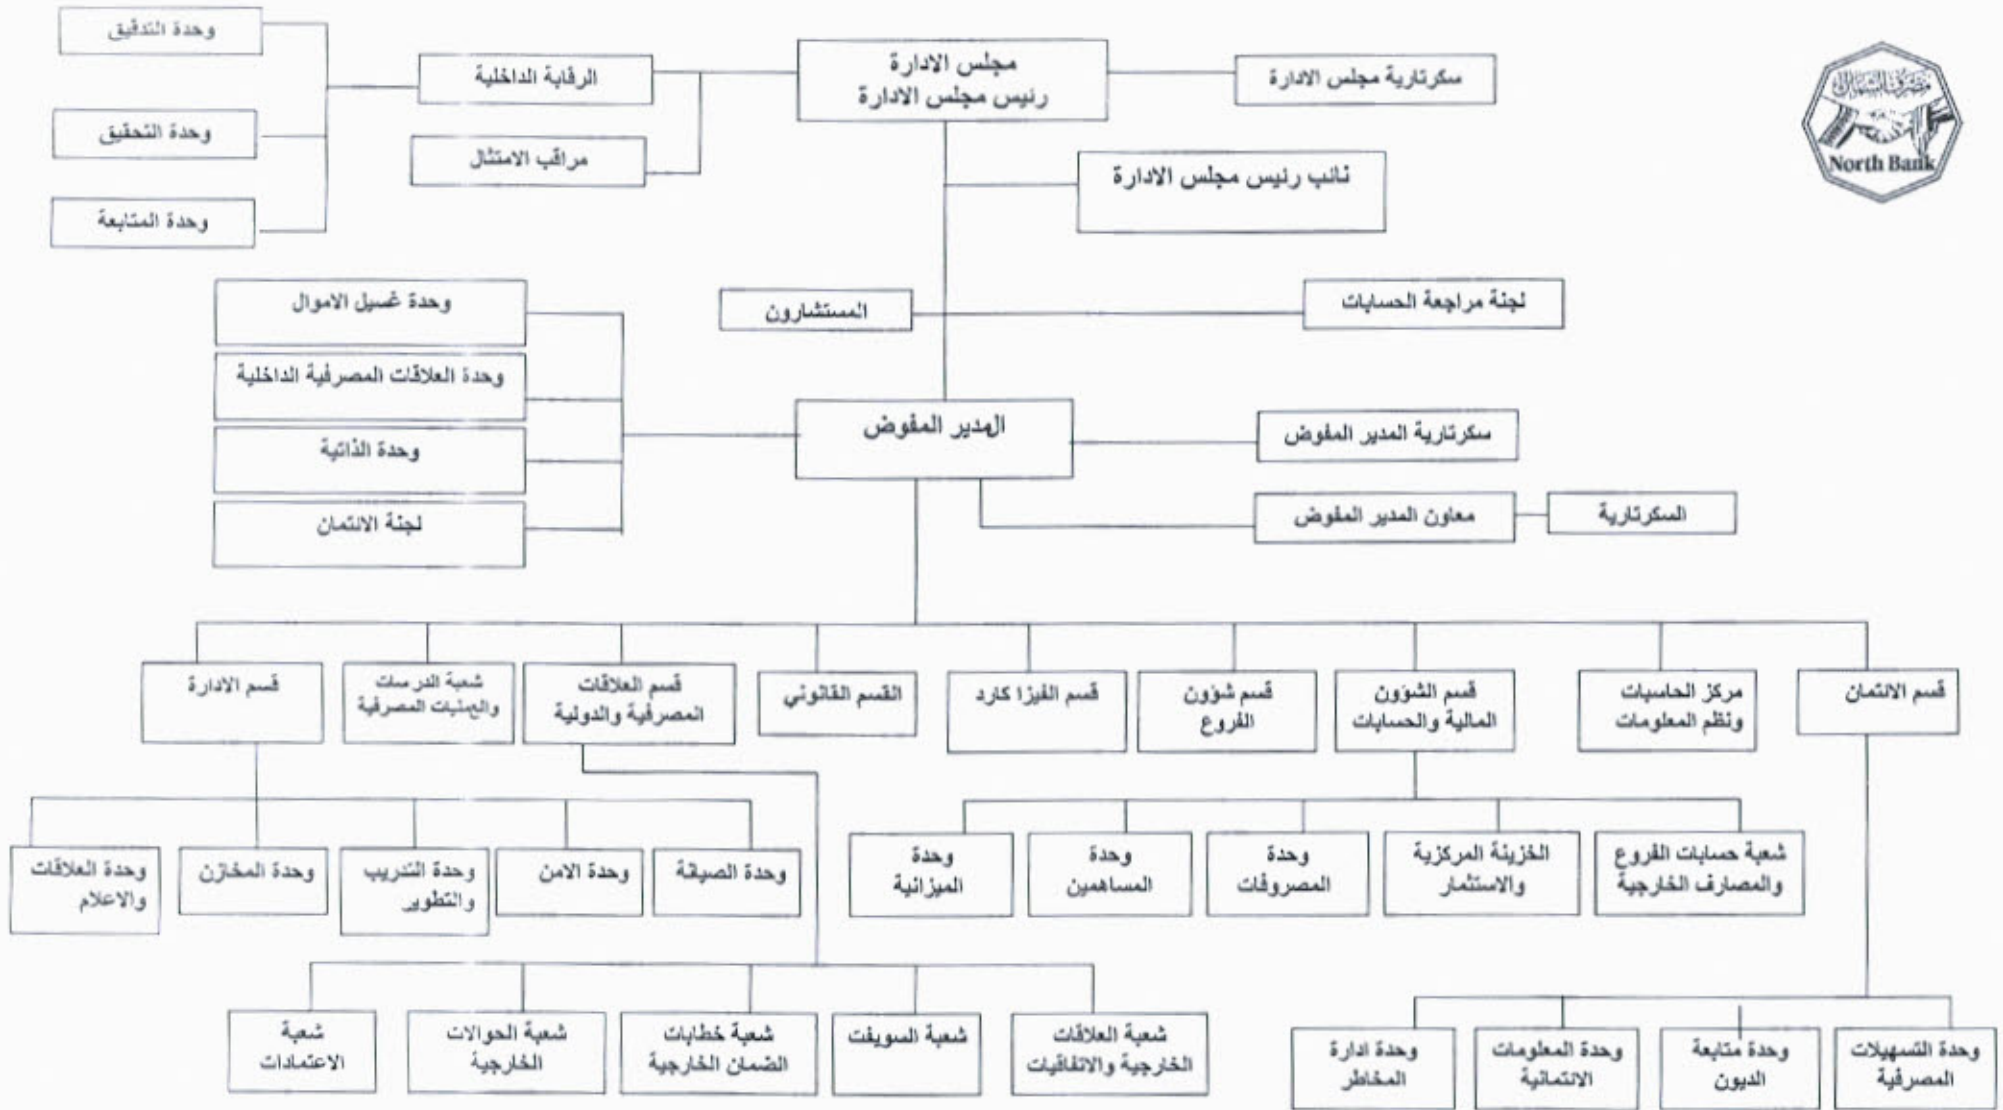 وحدة التدقيق
مجلس الادارة
رئيس مجلس الادارة
سكرتارية مجلس الادارة
الرقابة الداخلية
مصرف الشمال
North Bank
وحدة التحقيق
مراقب الامتثال
نائب رئيس مجلس الادارة
وحدة المتابعة
وحدة غسيل الاموال
المستشارون
لجنة مراجعة الحسابات
وحدة العلاقات المصرفية الداخلية
المدير المفوض
سكرتارية المدير المفوض
وحدة الذاتية
معاون المدير المفوض
السكرتارية
لجنة الائتمان
قسم الائتمان
مركز الحاسبات
ونظم المعلومات
قسم الشؤون
المالية والحسابات
قسم شؤون
الفروع
قسم الفيزا كارد
القسم القانوني
قسم العلاقات
المصرفية والدولية
شعبة الدرسات
والعمليات المصرفية
قسم الادارة
شعبة حسابات الفروع
والمصارف الخارجية
الخزينة المركزية
والاستثمار
وحدة
المصروفات
وحدة
المساهمين
وحدة
الميزانية
وحدة الصيانة
وحدة الامن
وحدة التدريب
والتطوير
وحدة المخازن
وحدة العلاقات
والاعلام
وحدة التسهيلات
المصرفية
وحدة متابعة
الديون
وحدة المعلومات
الائتمانية
وحدة ادارة
المخاطر
شعبة العلاقات
الخارجية والاتفاقيات
شعبة السويفت
شعبة خطابات
الضمان الخارجية
شعبة الحوالات
الخارجية
شعبة
الاعتمادات